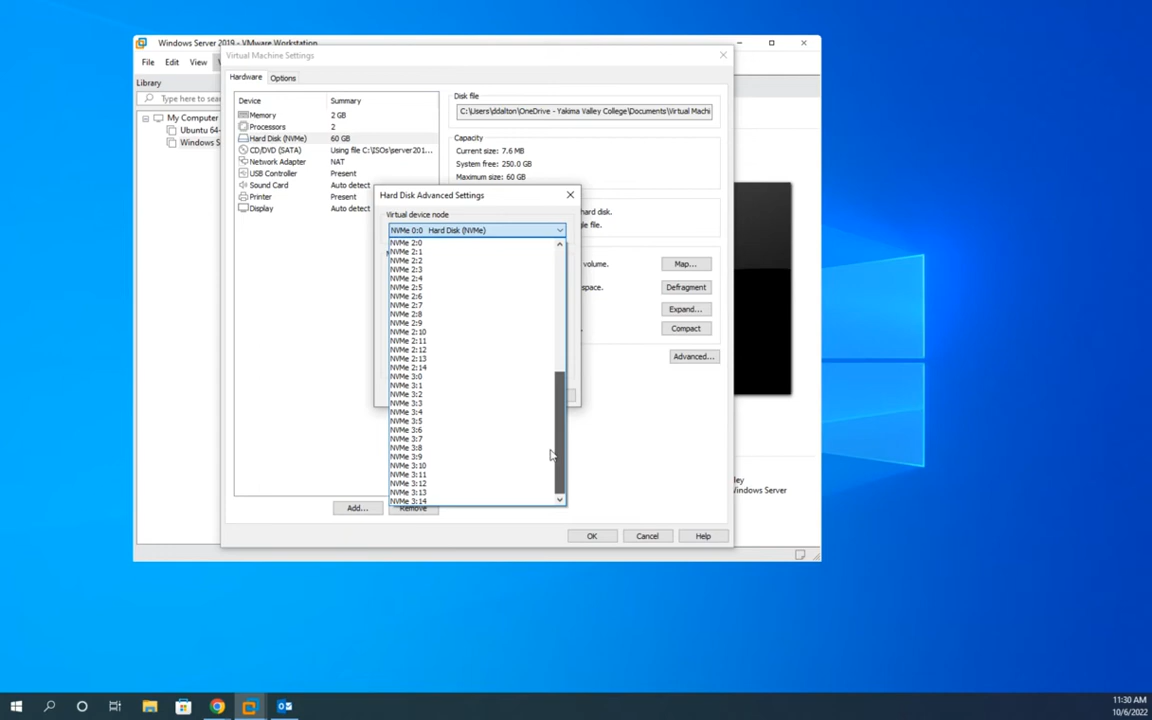 Windows Server 2019 - VMware Workstation
Virtual Machine Settings
File Edit View
Hardware Options
Library
Type here to sear
My Computer
Ubuntu 64-
Windows S
Device Summary
Memory 2 GB
Processors 2
Hard Disk (NVMe) 60 GB
CD/DVD (SATA) Using file C:\ISOs\server201...
Network Adapter NAT
USB Controller Present
Sound Card Auto detect
Printer Present
Display Auto detect
Disk file
C:\Users\ddalton\OneDrive - Yakima Valley College\Documents\Virtual Machi
Capacity
Current size: 7.6 MB
System free: 250.0 GB
Maximum size: 60 GB
hard disk.
le file.
volume. Map...
space. Defragment
Expand...
Compact
Advanced...
Hard Disk Advanced Settings
Virtual device node
NVMe 0:0 Hard Disk (NVMe)
NVMe 2:0
NVMe 2:1
NVMe 2:2
NVMe 2:3
NVMe 2:4
NVMe 2:5
NVMe 2:6
NVMe 2:7
NVMe 2:8
NVMe 2:9
NVMe 2:10
NVMe 2:11
NVMe 2:12
NVMe 2:13
NVMe 2:14
NVMe 3:0
NVMe 3:1
NVMe 3:2
NVMe 3:3
NVMe 3:4
NVMe 3:5
NVMe 3:6
NVMe 3:7
NVMe 3:8
NVMe 3:9
NVMe 3:10
NVMe 3:11
NVMe 3:12
NVMe 3:13
NVMe 3:14
Add... Remove
OK Cancel Help
ley
Windows Server
11:30 AM
10/6/2022